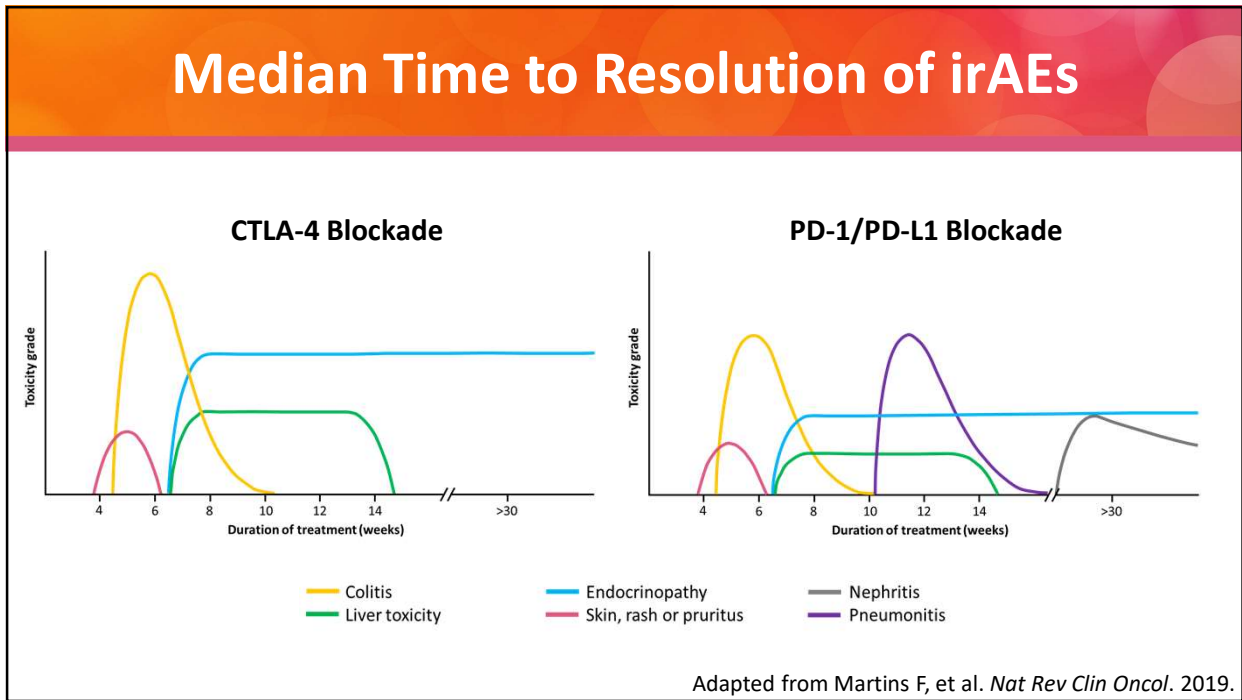 Median Time to Resolution of irAEs
CTLA-4 Blockade
Toxicity grade
4 6 8 10 12 14 >30
Duration of treatment (weeks)
PD-1/PD-L1 Blockade
Toxicity grade
4 6 8 10 12 14 >30
Duration of treatment (weeks)
Colitis Endocrinopathy Nephritis
Liver toxicity Skin, rash or pruritus Pneumonitis
Adapted from Martins F, et al. Nat Rev Clin Oncol. 2019.